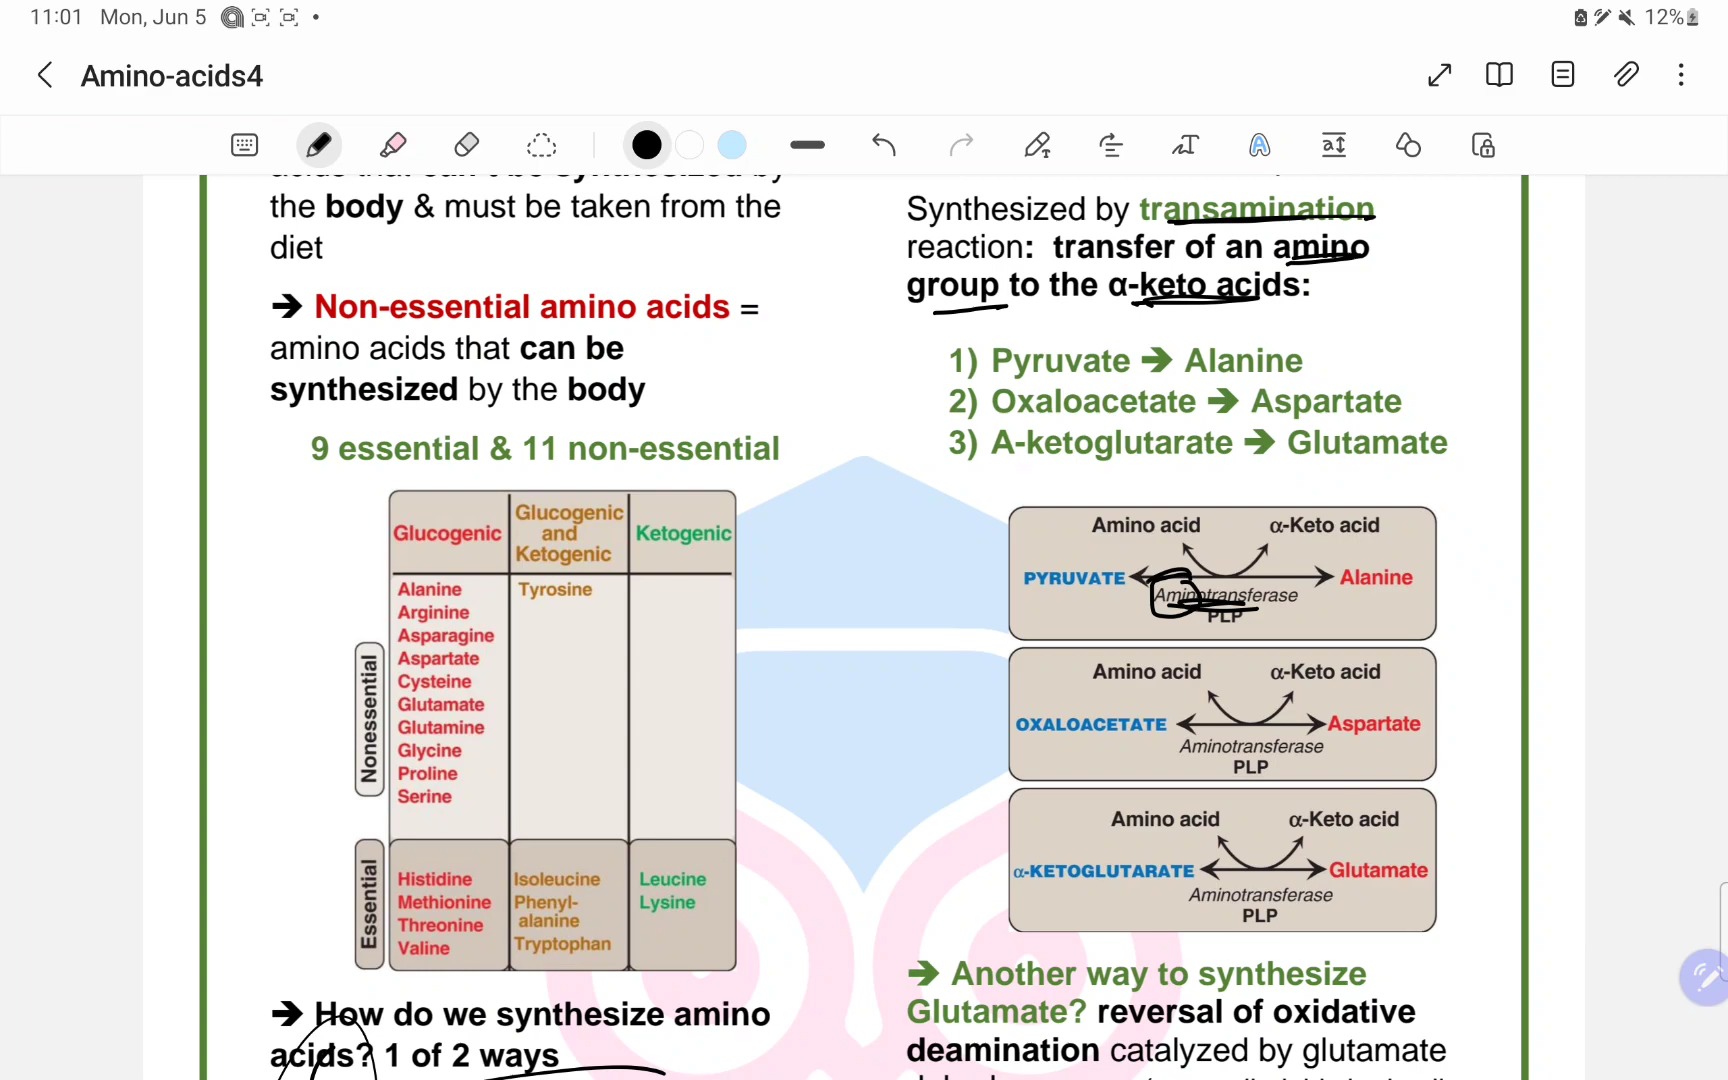 11:01 Mon, Jun 5
12%
Amino-acids4
the body & must be taken from the
diet
➔ Non-essential amino acids =
amino acids that can be
synthesized by the body
9 essential & 11 non-essential
Glucogenic
Glucogenic
and
Ketogenic
Ketogenic
Nonessential
Alanine
Arginine
Asparagine
Aspartate
Cysteine
Glutamate
Glutamine
Glycine
Proline
Serine
Tyrosine
Essential
Histidine
Methionine
Threonine
Valine
Isoleucine
Phenyl-
alanine
Tryptophan
Leucine
Lysine
➔ How do we synthesize amino
acids? 1 of 2 ways
Synthesized by transamination
reaction: transfer of an amino
group to the α-keto acids:
1) Pyruvate ➔ Alanine
2) Oxaloacetate ➔ Aspartate
3) A-ketoglutarate ➔ Glutamate
Amino acid α-Keto acid
PYRUVATE Alanine
Aminotransferase
PLP
Amino acid α-Keto acid
OXALOACETATE Aspartate
Aminotransferase
PLP
Amino acid α-Keto acid
α-KETOGLUTARATE Glutamate
Aminotransferase
PLP
➔ Another way to synthesize
Glutamate? reversal of oxidative
deamination catalyzed by glutamate